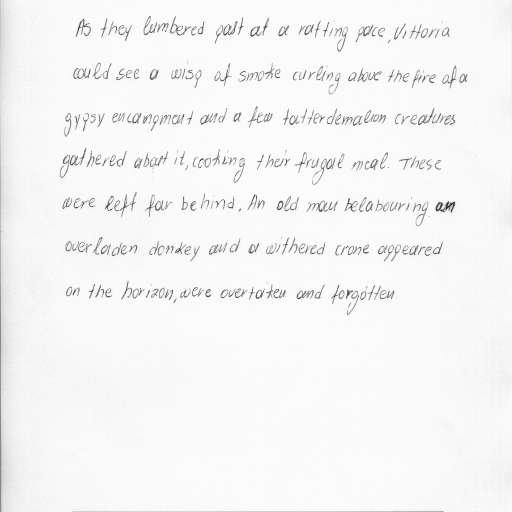 As they lumbered past at a rattling pace, Vittoria
could see a wisp of smoke curling above the fire of a
gypsy encampment and a few tatterdemalion creatures
gathered about it, cooking their frugal meal. These
were left far behind. An old man belabouring an
overladen donkey and a withered crone appeared
on the horizon, were overtaken and forgotten